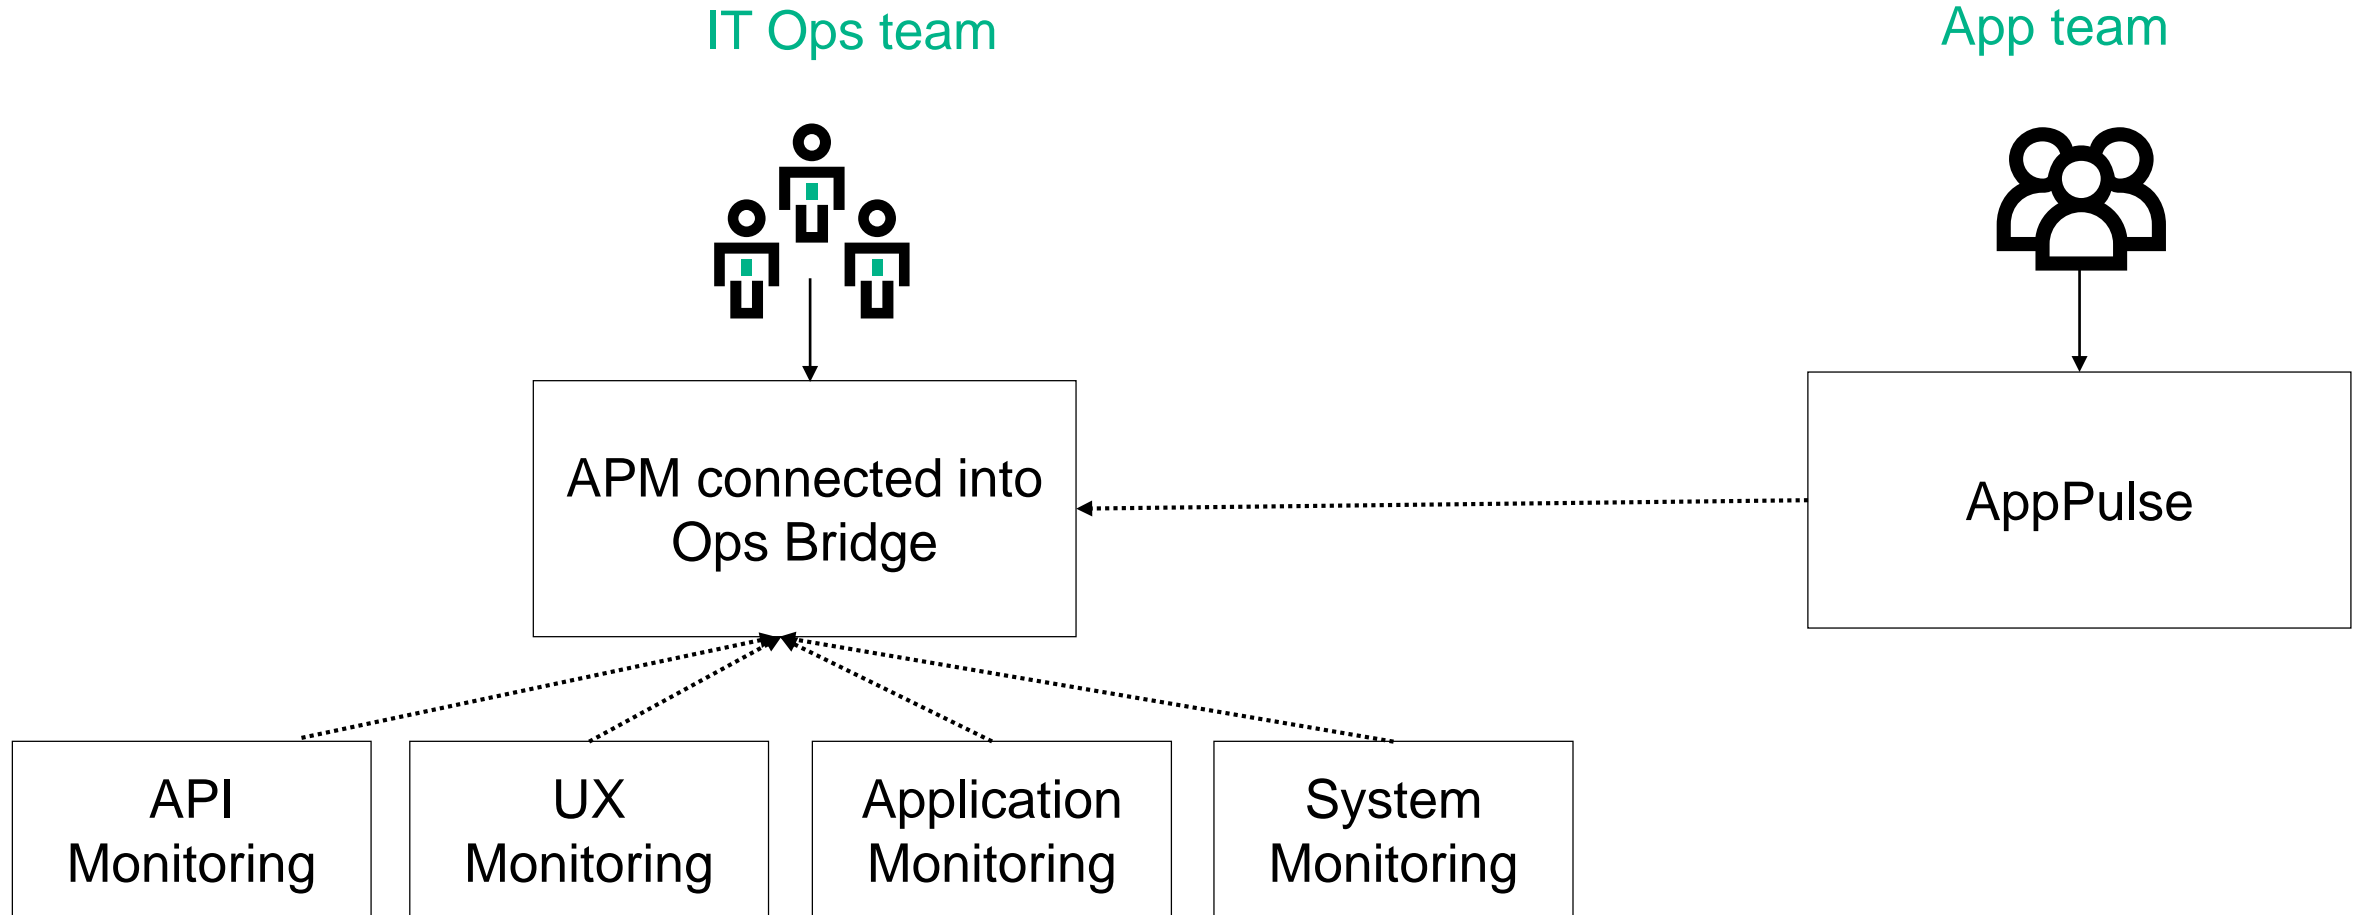 IT Ops team
App team
APM connected into
Ops Bridge
AppPulse
API
Monitoring
UX
Monitoring
Application
Monitoring
System
Monitoring